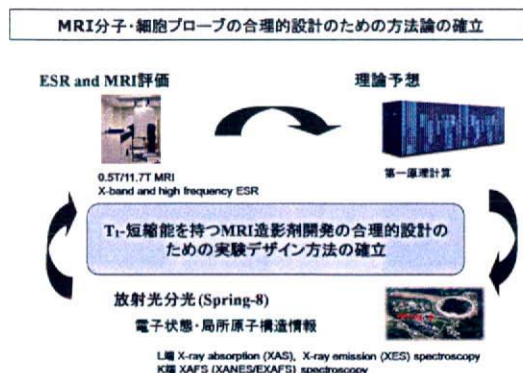 MRI分子・細胞プローブの合理的設計のための方法論の確立
ESR and MRI評価
理論予想
0.5T/11.7T MRI
X-band and high frequency ESR
第一原理計算
T₁-短縮能を持つMRI造影剤開発の合理的設計の
ための実験デザイン方法の確立
放射光分光(Spring-8)
電子状態・局所原子構造情報
L端 X-ray absorption (XAS), X-ray emission (XES) spectroscopy
K端 XAFS (XANES/EXAFS) spectroscopy